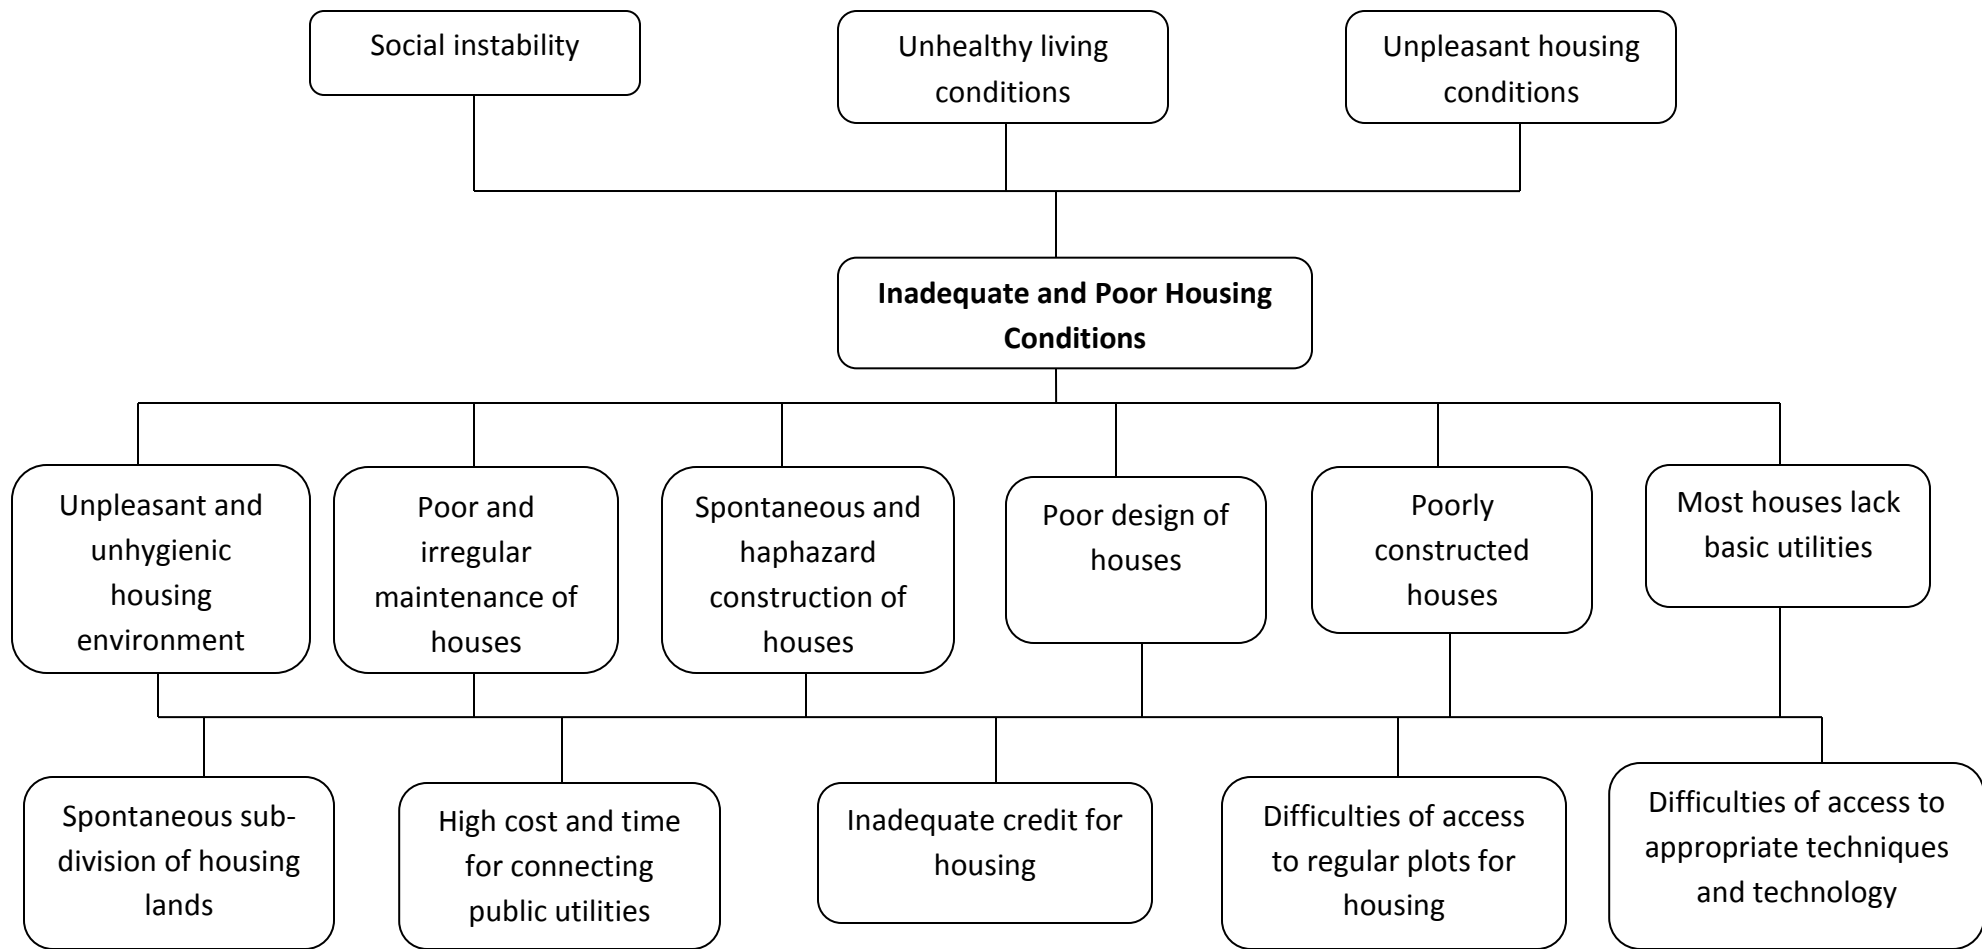 Social instability
Unhealthy living
conditions
Unpleasant housing
conditions
Inadequate and Poor Housing
Conditions
Unpleasant and
unhygienic
housing
environment
Poor and
irregular
maintenance of
houses
Spontaneous and
haphazard
construction of
houses
Poor design of
houses
Poorly
constructed
houses
Most houses lack
basic utilities
Spontaneous sub-
division of housing
lands
High cost and time
for connecting
public utilities
Inadequate credit for
housing
Difficulties of access
to regular plots for
housing
Difficulties of access to
appropriate techniques
and technology